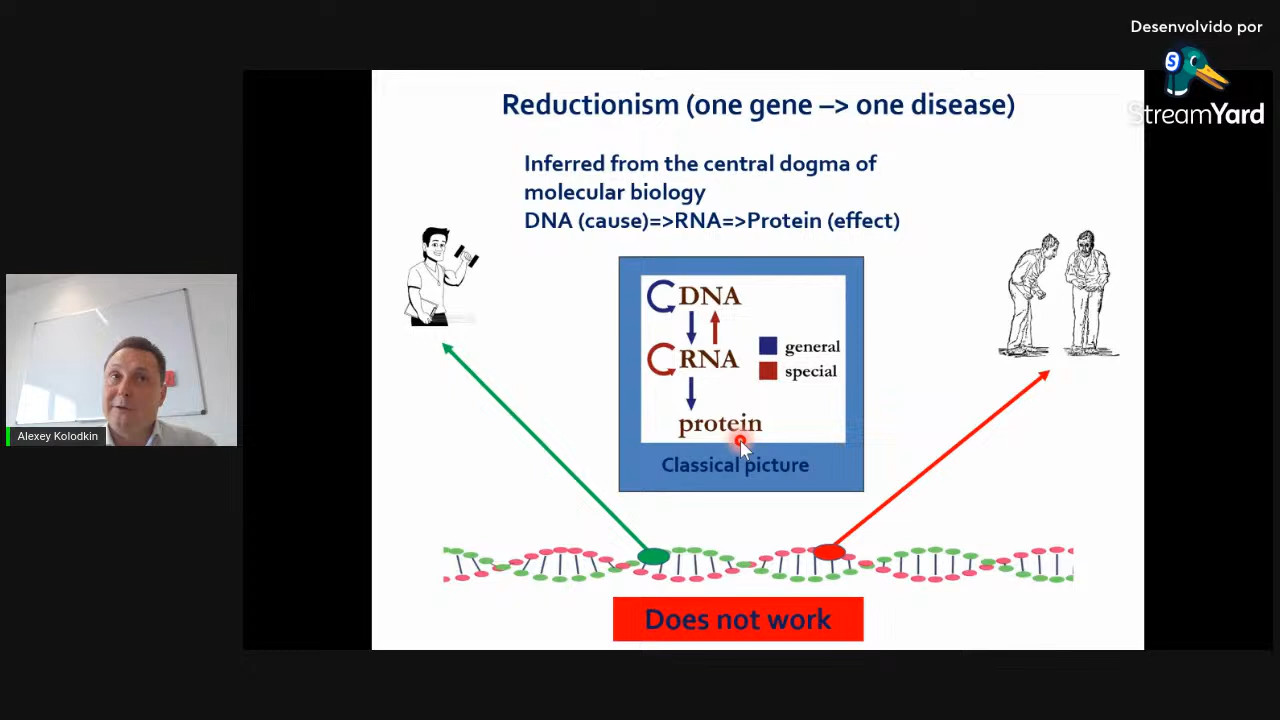 Desenvolvido por
S
StreamYard
Reductionism (one gene –> one disease)
Inferred from the central dogma of
molecular biology
DNA (cause)=>RNA=>Protein (effect)
DNA
RNA
protein
general
special
Classical picture
Alexey Kolodkin
Does not work